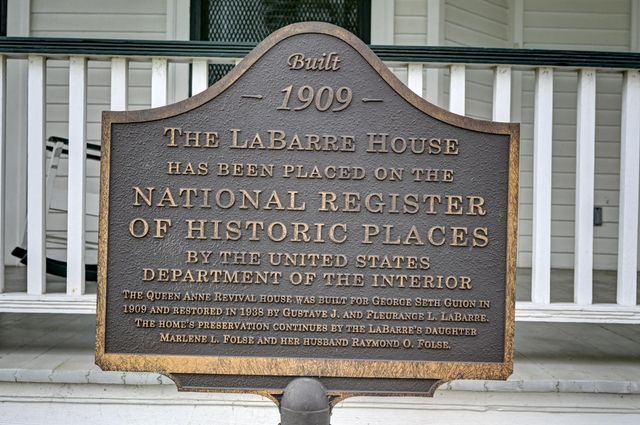 Built
– 1909 –
THE LABARRE HOUSE
HAS BEEN PLACED ON THE
NATIONAL REGISTER
OF HISTORIC PLACES
BY THE UNITED STATES
DEPARTMENT OF THE INTERIOR
THE QUEEN ANNE REVIVAL HOUSE WAS BUILT FOR GEORGE SETH GUION IN
1909 AND RESTORED IN 1938 BY GUSTAVE J. AND FLEURANGE L. LABARRE.
THE HOME'S PRESERVATION CONTINUES BY THE LABARRE'S DAUGHTER
MARLENE L. FOLSE AND HER HUSBAND RAYMOND O. FOLSE.